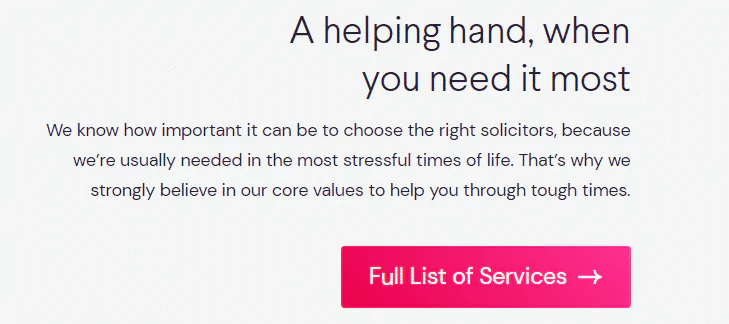 A helping hand, when
you need it most
We know how important it can be to choose the right solicitors, because
we’re usually needed in the most stressful times of life. That’s why we
strongly believe in our core values to help you through tough times.
Full List of Services →